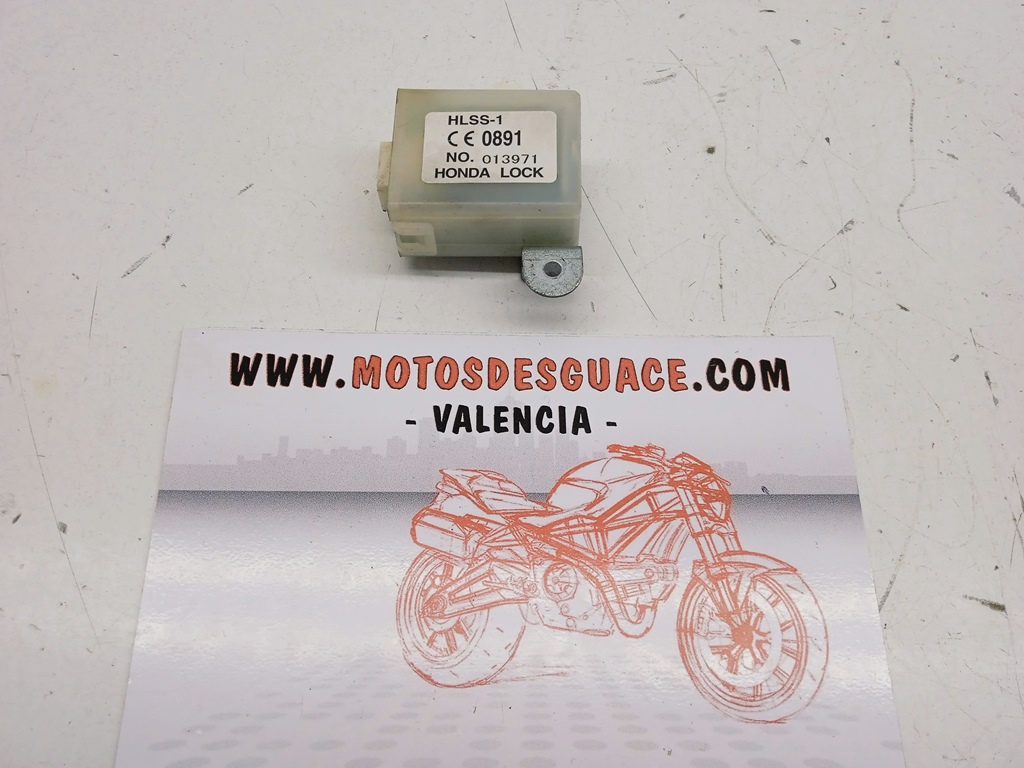 HLSS-1
CE 0891
NO. 013971
HONDA LOCK
WWW.MOTOSDESGUACE.COM
- VALENCIA -